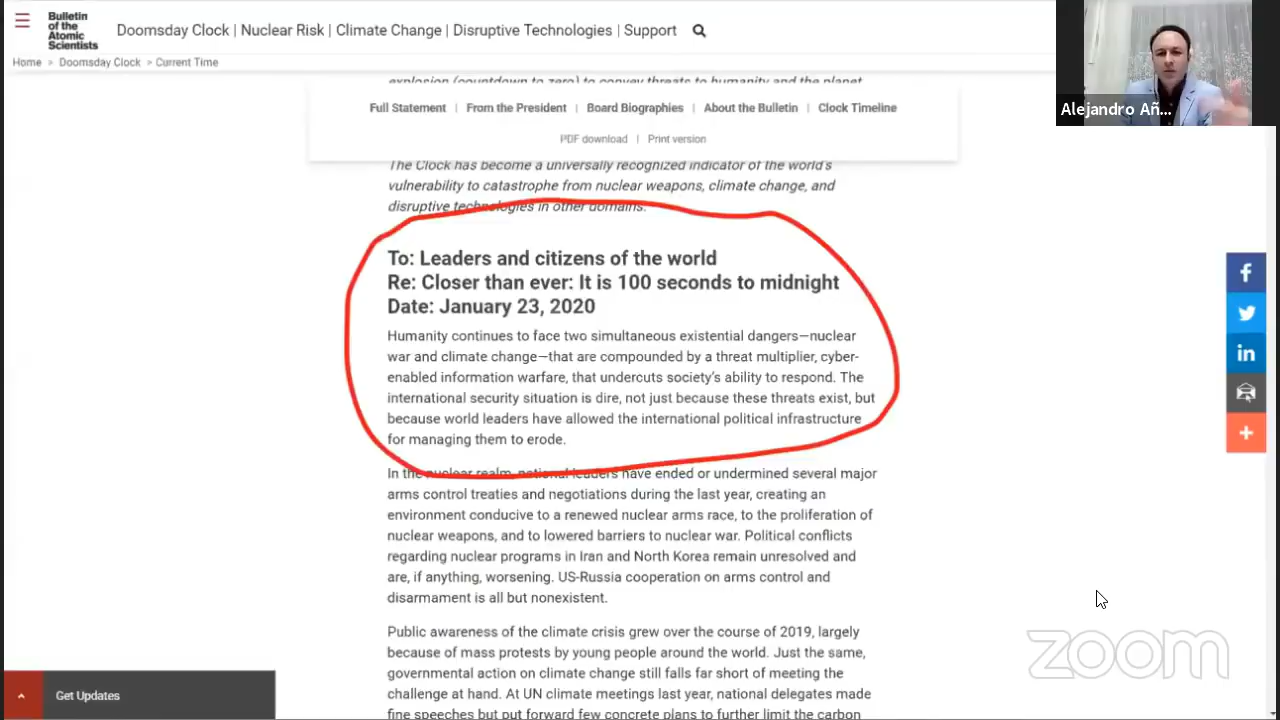 Bulletin
of the
Atomic
Scientists
Doomsday Clock | Nuclear Risk | Climate Change | Disruptive Technologies | Support
Home > Doomsday Clock > Current Time
explosion (countdown to zero) to convey threats to humanity and the planet
Full Statement | From the President | Board Biographies | About the Bulletin | Clock Timeline
PDF download | Print version
The Clock has become a universally recognized indicator of the world's
vulnerability to catastrophe from nuclear weapons, climate change, and
disruptive technologies in other domains.
To: Leaders and citizens of the world
Re: Closer than ever: It is 100 seconds to midnight
Date: January 23, 2020
Humanity continues to face two simultaneous existential dangers—nuclear
war and climate change—that are compounded by a threat multiplier, cyber-
enabled information warfare, that undercuts society's ability to respond. The
international security situation is dire, not just because these threats exist, but
because world leaders have allowed the international political infrastructure
for managing them to erode.
In the nuclear realm, national leaders have ended or undermined several major
arms control treaties and negotiations during the last year, creating an
environment conducive to a renewed nuclear arms race, to the proliferation of
nuclear weapons, and to lowered barriers to nuclear war. Political conflicts
regarding nuclear programs in Iran and North Korea remain unresolved and
are, if anything, worsening. US-Russia cooperation on arms control and
disarmament is all but nonexistent.
Public awareness of the climate crisis grew over the course of 2019, largely
because of mass protests by young people around the world. Just the same,
governmental action on climate change still falls far short of meeting the
challenge at hand. At UN climate meetings last year, national delegates made
fine speeches but put forward few concrete plans to further limit the carbon
Get Updates
Alejandro Añ...
zoom